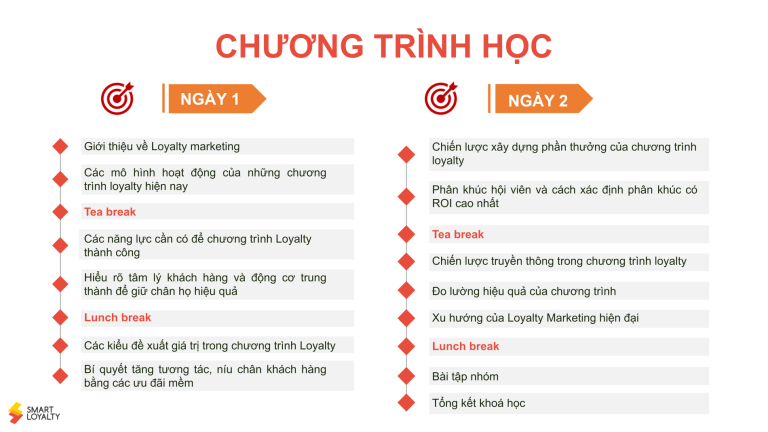 CHƯƠNG TRÌNH HỌC
NGÀY 1
Giới thiệu về Loyalty marketing
Các mô hình hoạt động của những chương
trình loyalty hiện nay
Tea break
Các năng lực cần có để chương trình Loyalty
thành công
Hiểu rõ tâm lý khách hàng và động cơ trung
thành để giữ chân họ hiệu quả
Lunch break
Các kiểu đề xuất giá trị trong chương trình Loyalty
Bí quyết tăng tương tác, níu chân khách hàng
bằng các ưu đãi mềm
NGÀY 2
Chiến lược xây dựng phần thưởng của chương trình
loyalty
Phân khúc hội viên và cách xác định phân khúc có
ROI cao nhất
Tea break
Chiến lược truyền thông trong chương trình loyalty
Đo lường hiệu quả của chương trình
Xu hướng của Loyalty Marketing hiện đại
Lunch break
Bài tập nhóm
Tổng kết khoá học
SMART
LOYALTY